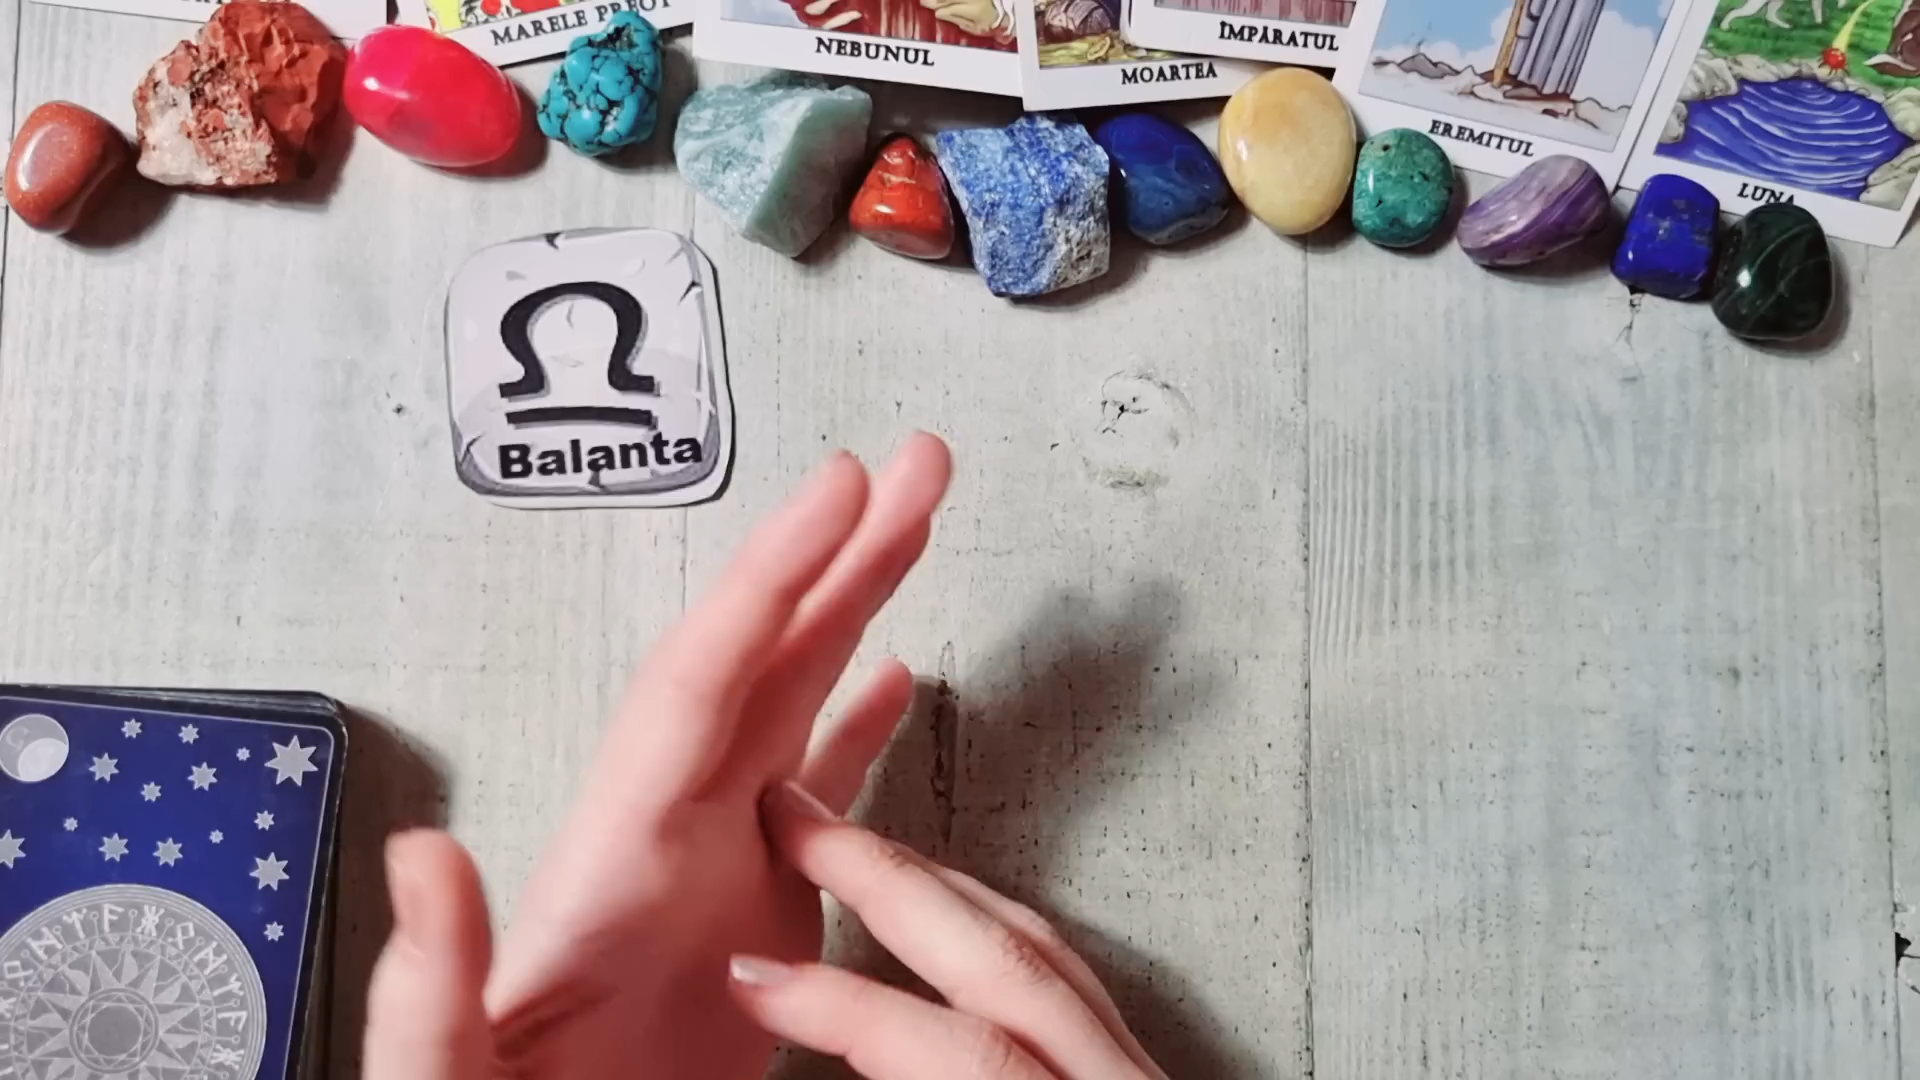 MARELE PREOT
NEBUNUL
MOARTEA
ÎMPĂRATUL
EREMITUL
LUNA
Balanta